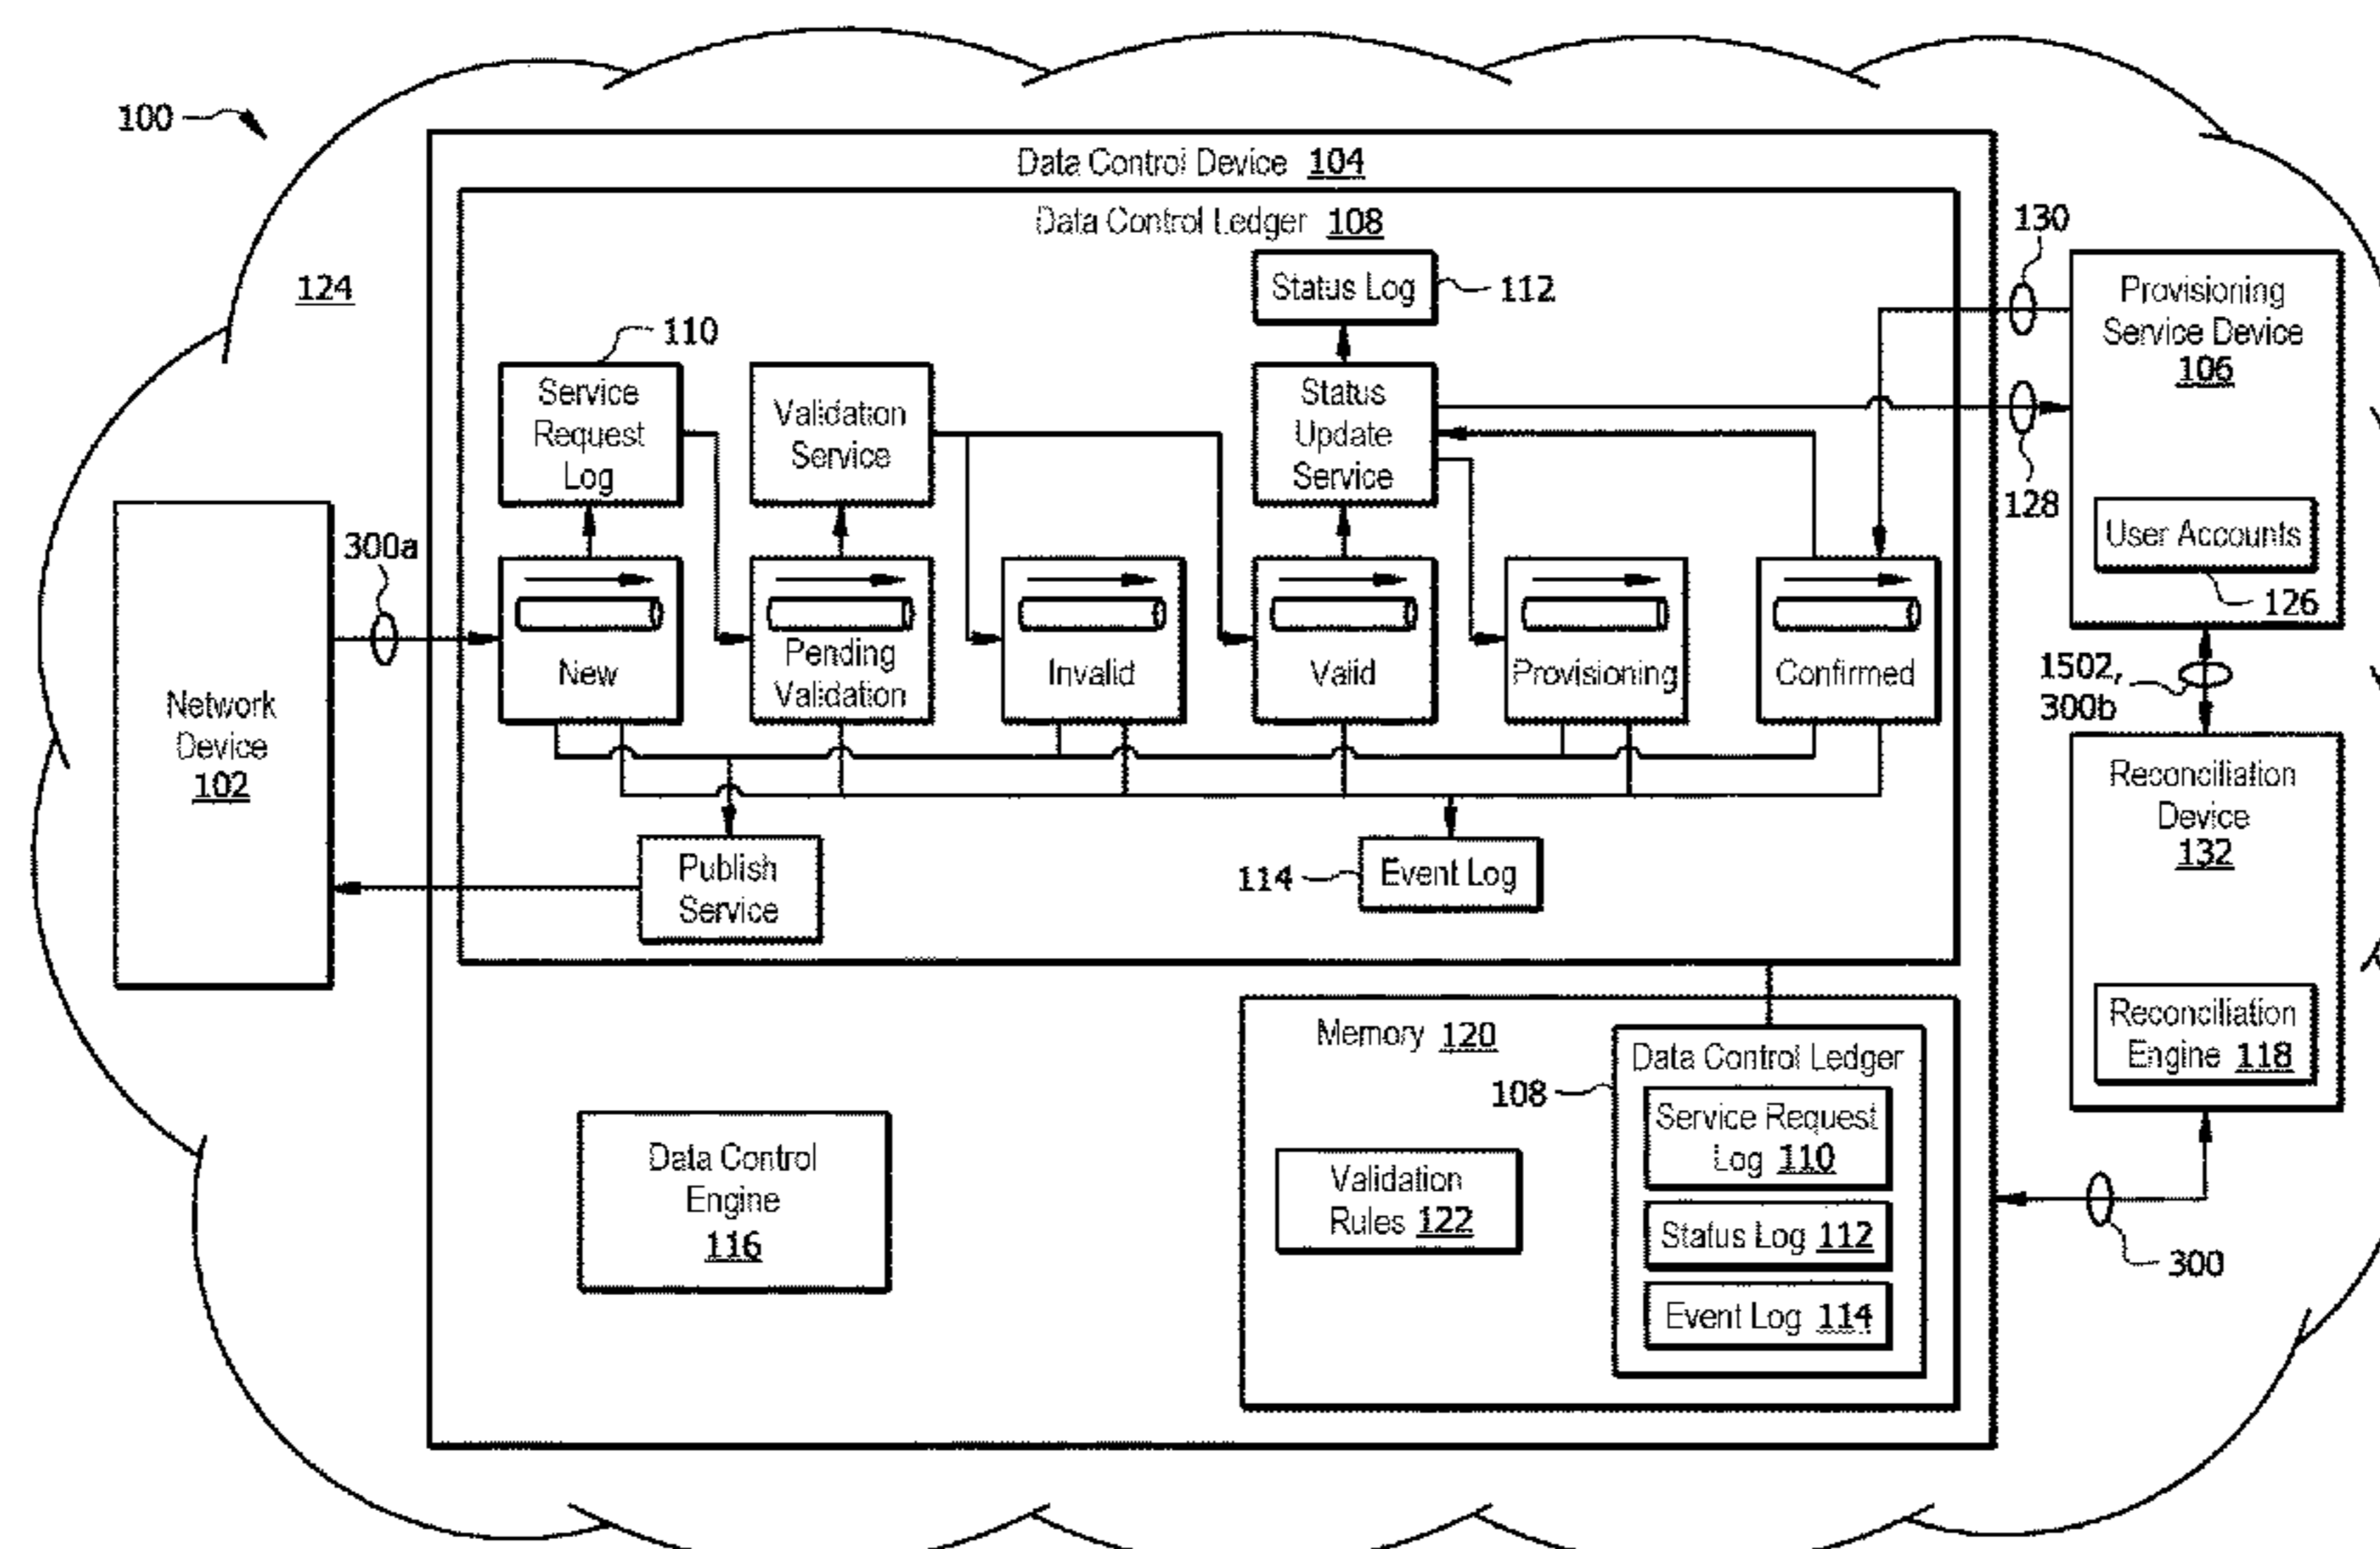 100
Data Control Device 104
Data Control Ledger 108
124
Status Log
112
110
Service
Request
Log
Validation
Service
Status
Update
Service
130
128
Provisioning
Service Device
106
User Accounts
126
300a
Network
Device
102
New
Pending
Validation
Invalid
Valid
Provisioning
Confirmed
1502,
300b
Publish
Service
114
Event Log
Reconciliation
Device
132
Reconciliation
Engine 118
Memory 120
Data Control Ledger
108
Service Request
Log 110
Status Log 112
Event Log 114
Validation
Rules 122
Data Control
Engine
116
300